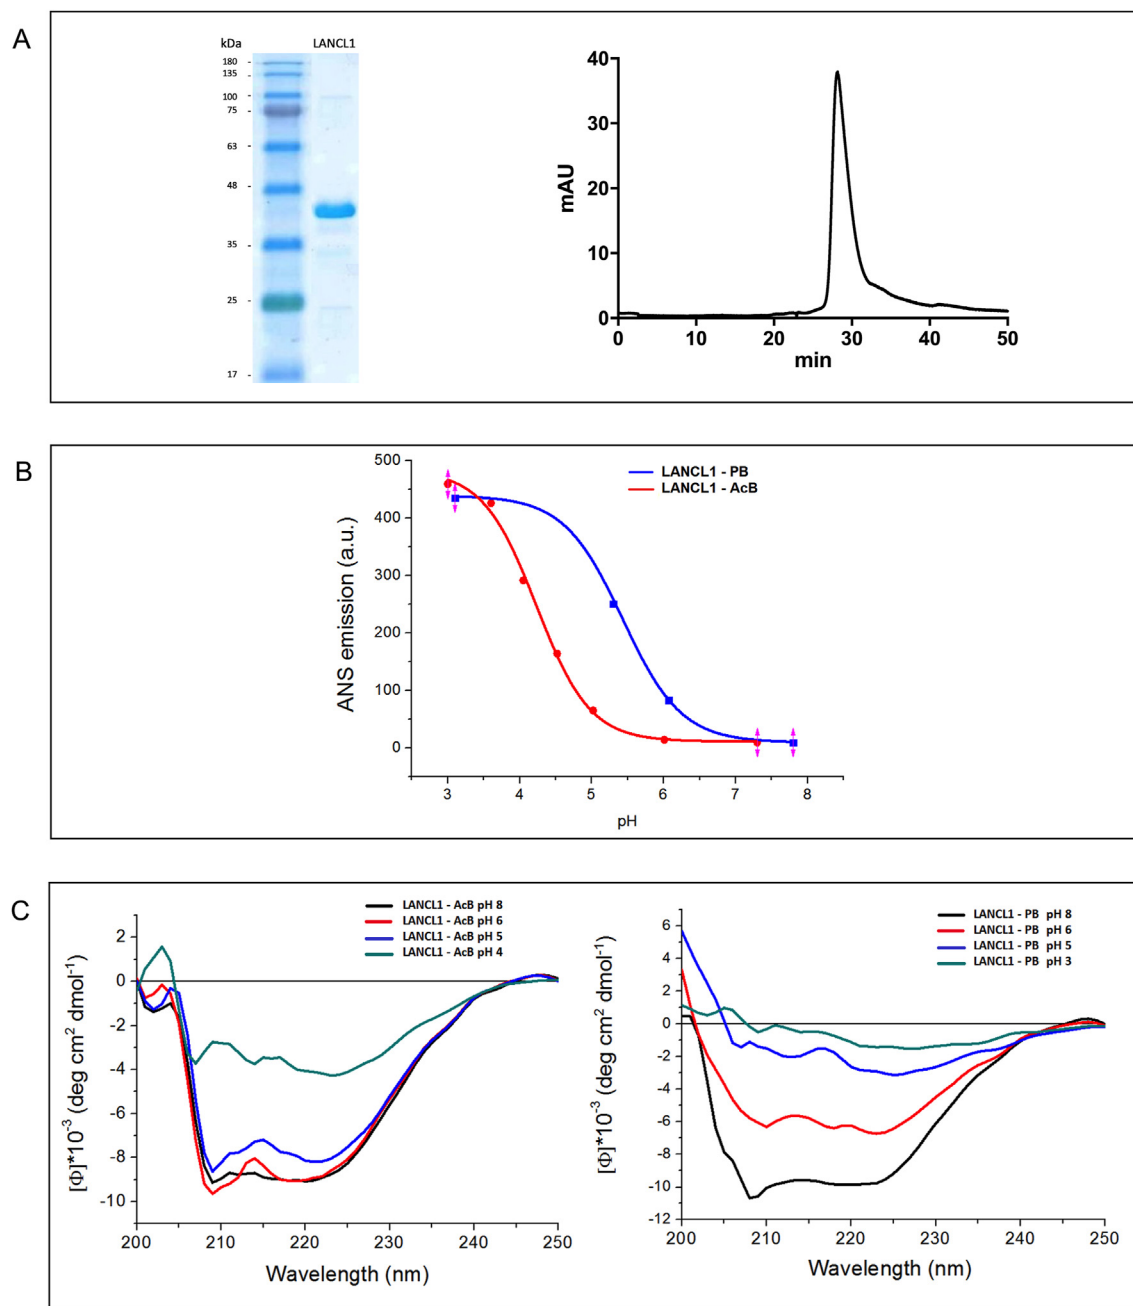 A
kDa LANCL1
180 -
135 -
100 -
75 -
63 -
48 -
35 -
25 -
17 -
mAU
40
30
20
10
0
0 10 20 30 40 50
min
B
ANS emission (a.u.)
500
400
300
200
100
0
LANCL1 - PB
LANCL1 - AcB
3 4 5 6 7 8
pH
C
[Φ]*10⁻³ (deg cm² dmol⁻¹)
2
0
-2
-4
-6
-8
-10
LANCL1 - AcB pH 8
LANCL1 - AcB pH 6
LANCL1 - AcB pH 5
LANCL1 - AcB pH 4
200 210 220 230 240 250
Wavelength (nm)
[Φ]*10⁻³ (deg cm² dmol⁻¹)
6
4
2
0
-2
-4
-6
-8
-10
-12
LANCL1 - PB pH 8
LANCL1 - PB pH 6
LANCL1 - PB pH 5
LANCL1 - PB pH 3
200 210 220 230 240 250
Wavelength (nm)